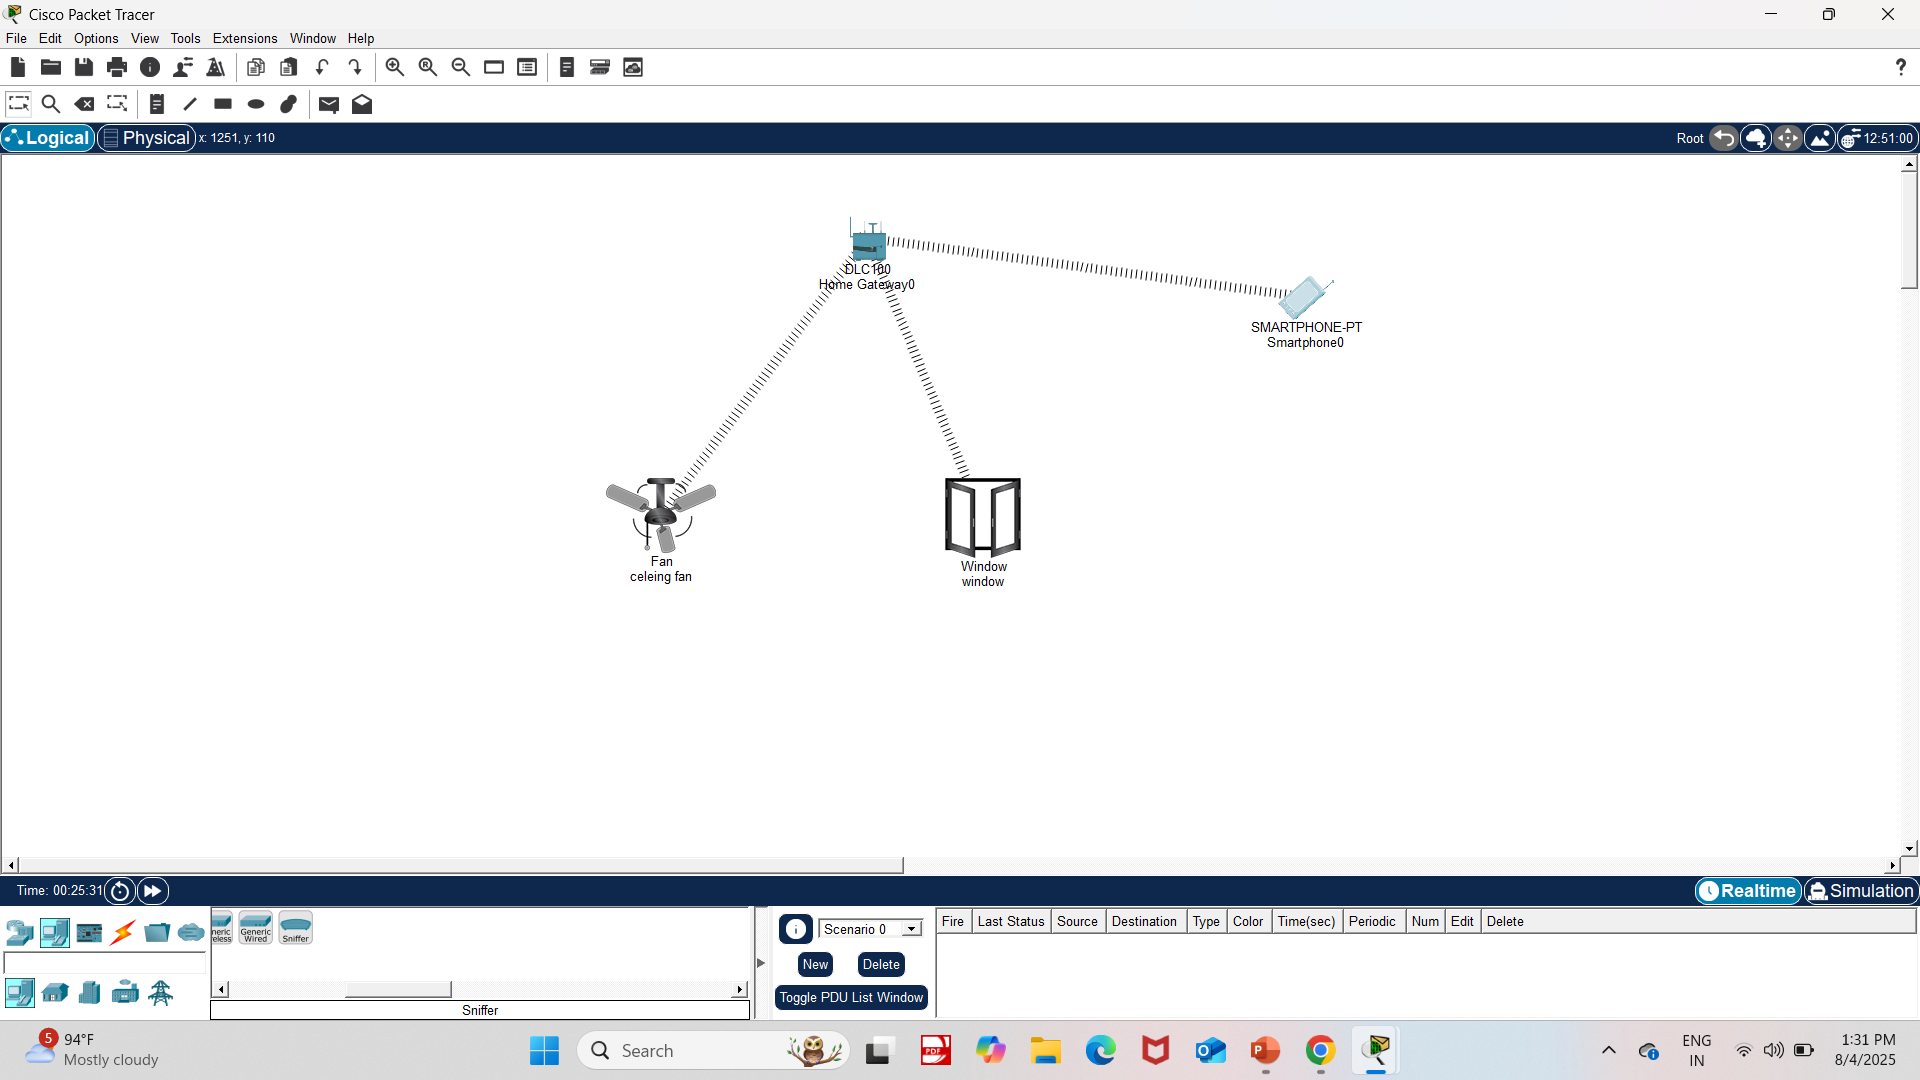 Cisco Packet Tracer
File Edit Options View Tools Extensions Window Help
?
Logical Physical x: 1251, y: 110 Root 12:51:00
DLC100
Home Gateway0
SMARTPHONE-PT
Smartphone0
Fan
celeing fan
Window
window
Time: 00:25:31 Realtime Simulation
neric
eless
Generic
Wired
Sniffer
Sniffer
Scenario 0
New Delete
Toggle PDU List Window
Fire Last Status Source Destination Type Color Time(sec) Periodic Num Edit Delete
5
94°F
Mostly cloudy
Search
PDF
ENG
IN
1:31 PM
8/4/2025